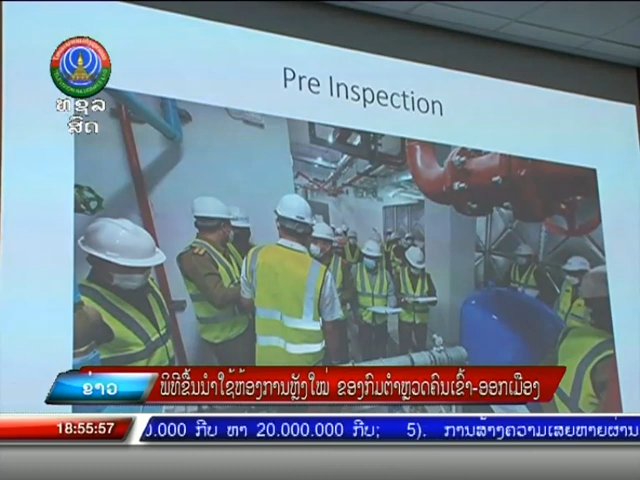 Pre Inspection
ທຊລ
ສົດ
ຂ່າວ
ພິທີຂຶ້ນນຳໃຊ້ຫ້ອງການຫຼັງໃໝ່ ຂອງກົມຕຳຫຼວດຄົນເຂົ້າ-ອອກເມືອງ
18:55:57
0.000 ກີບ ຫາ 20.000.000 ກີບ; 5). ການສ້າງຄວາມເສຍຫາຍຜ່ານ